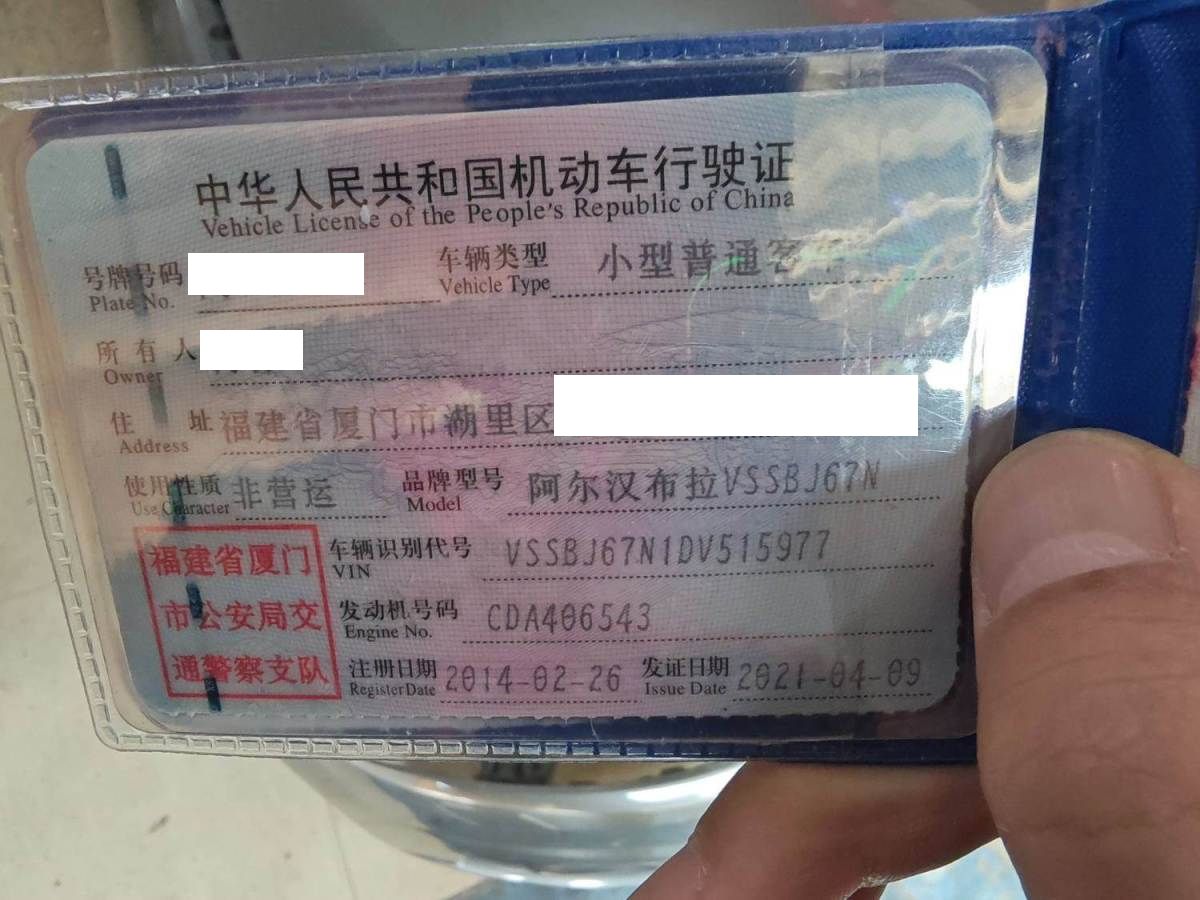 中华人民共和国机动车行驶证
Vehicle License of the People's Republic of China
号牌号码 车辆类型 小型普通客
Plate No. Vehicle Type
所有人
Owner
住址 福建省厦门市湖里区
Address
使用性质 非营运 品牌型号 阿尔汉布拉VSSBJ67N
Use Character Model
福建省厦门 车辆识别代号 VSSBJ67N1DV515977
VIN
市公安局交 发动机号码 CDA406543
Engine No.
通警察支队 注册日期 2014-02-26 发证日期 2021-04-09
Register Date Issue Date